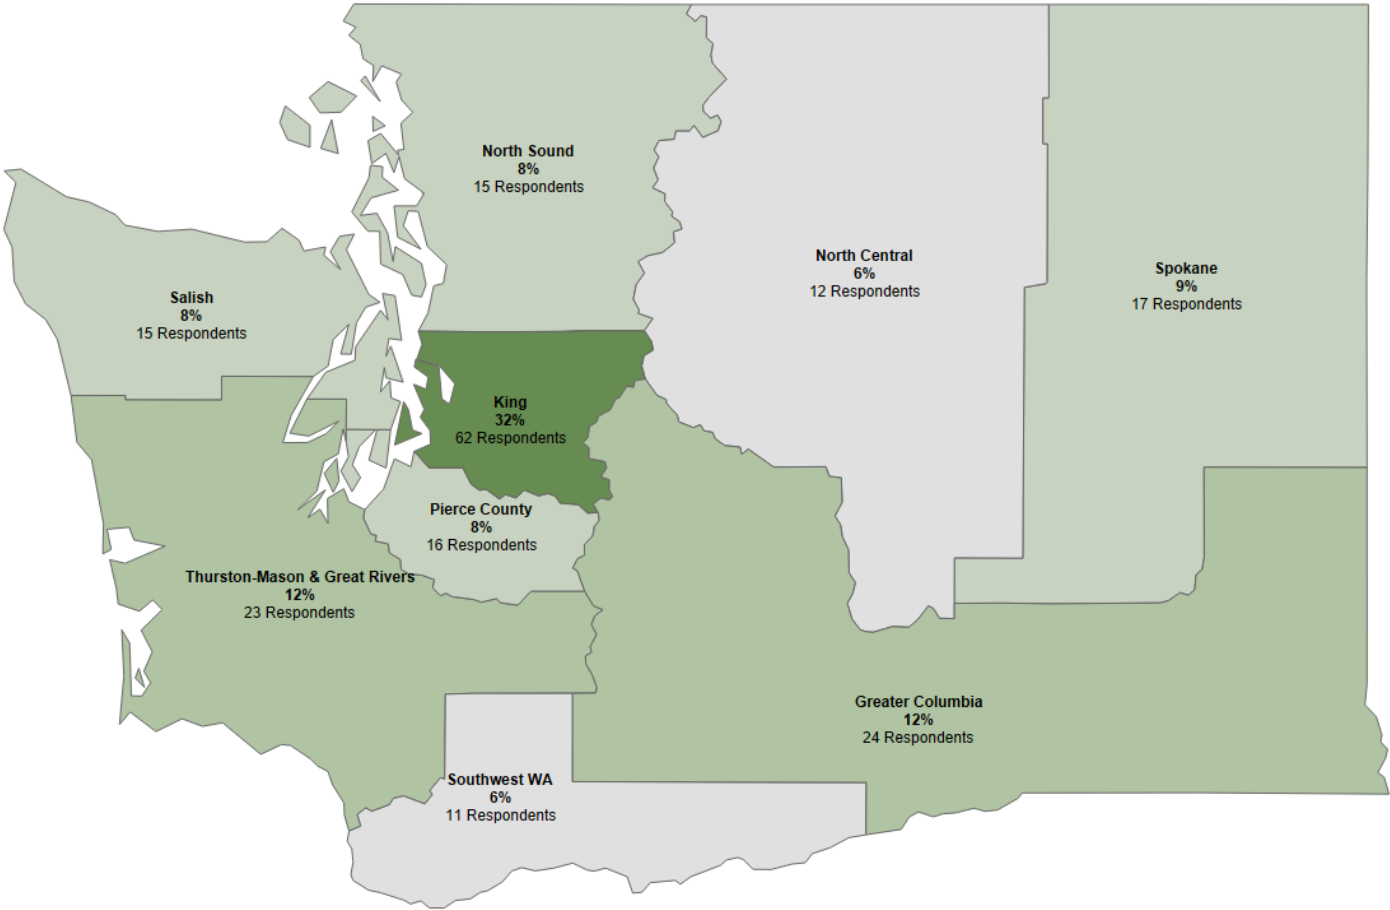 North Sound
8%
15 Respondents
North Central
6%
12 Respondents
Spokane
9%
17 Respondents
Salish
8%
15 Respondents
King
32%
62 Respondents
Pierce County
8%
16 Respondents
Thurston-Mason & Great Rivers
12%
23 Respondents
Greater Columbia
12%
24 Respondents
Southwest WA
6%
11 Respondents